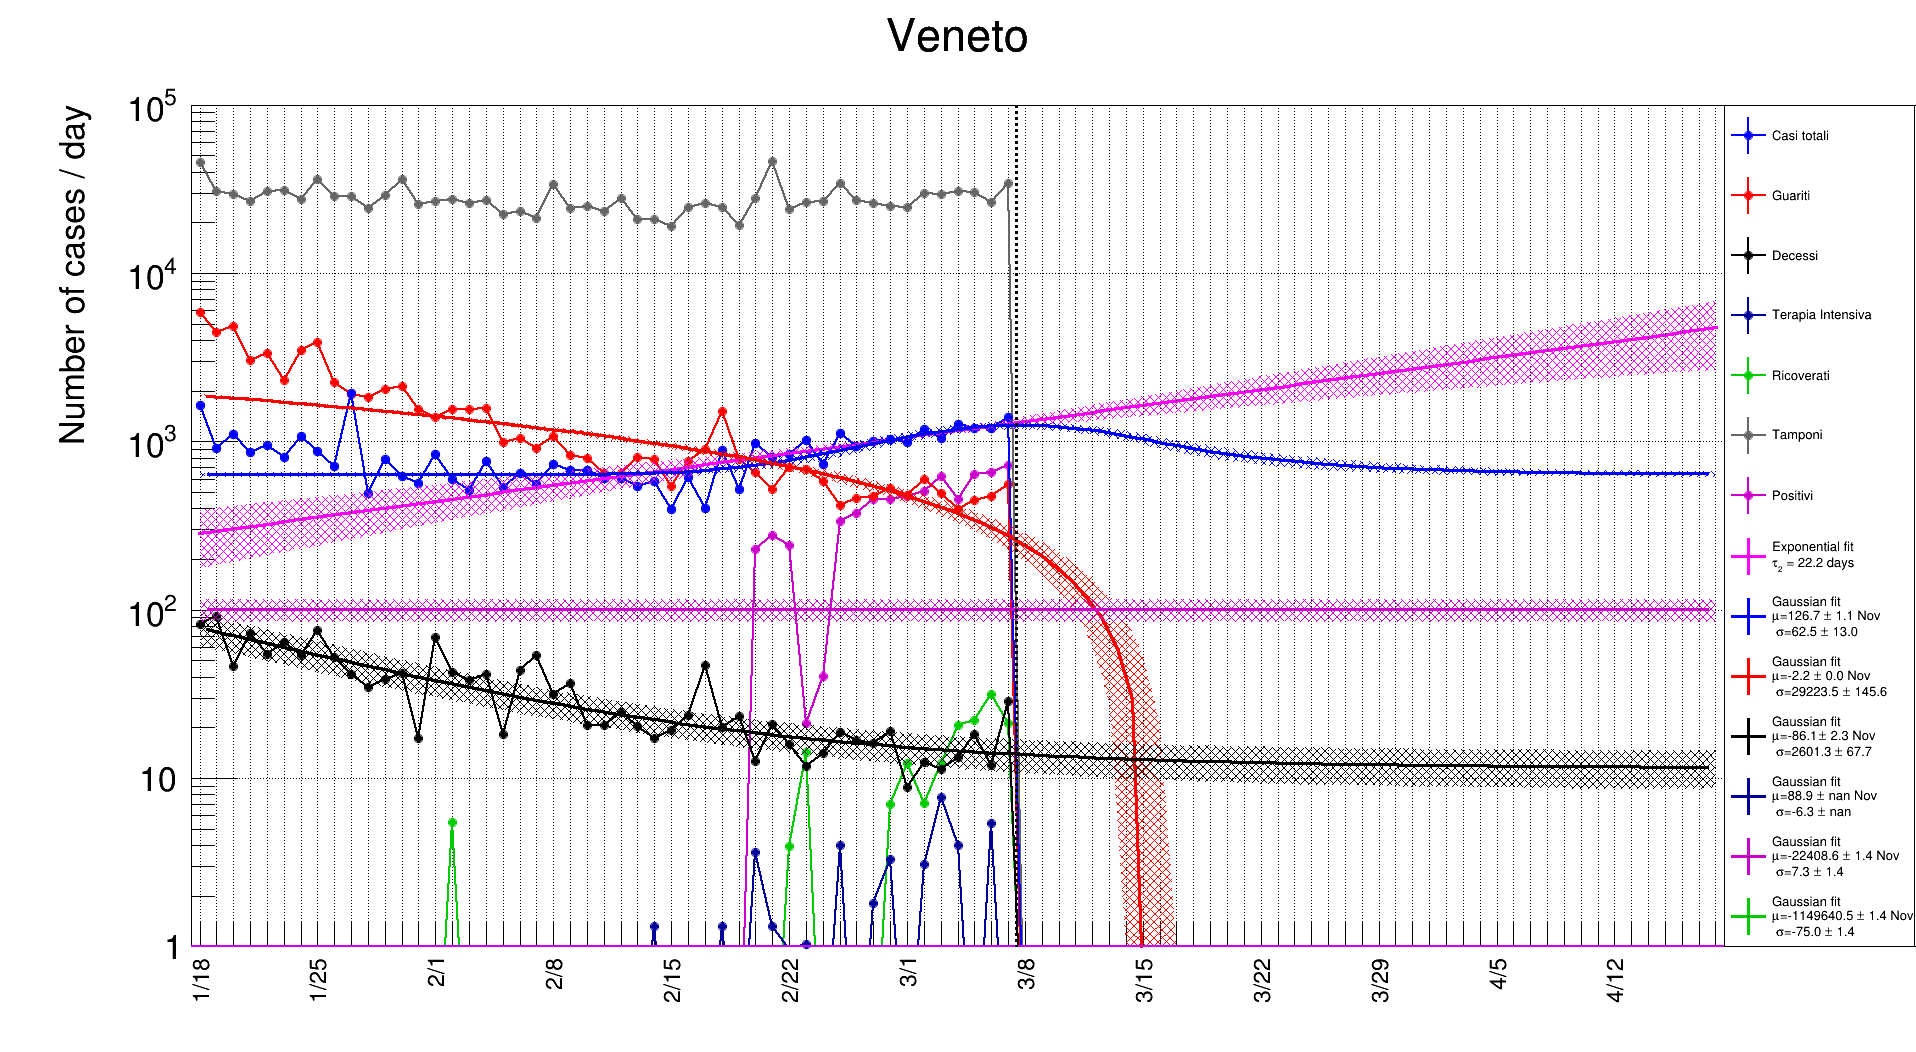 Veneto
Number of cases / day
10^5
10^4
10^3
10^2
10
1
1/18
1/25
2/1
2/8
2/15
2/22
3/1
3/8
3/15
3/22
3/29
4/5
4/12
Casi totali
Guariti
Decessi
Terapia Intensiva
Ricoverati
Tamponi
Positivi
Exponential fit
τ₂ = 22.2 days
Gaussian fit
μ=126.7 ± 1.1 Nov
σ=62.5 ± 13.0
Gaussian fit
μ=-2.2 ± 0.0 Nov
σ=29223.5 ± 145.6
Gaussian fit
μ=-86.1 ± 2.3 Nov
σ=2601.3 ± 67.7
Gaussian fit
μ=88.9 ± nan Nov
σ=-6.3 ± nan
Gaussian fit
μ=-22408.6 ± 1.4 Nov
σ=7.3 ± 1.4
Gaussian fit
μ=-1149640.5 ± 1.4 Nov
σ=-75.0 ± 1.4